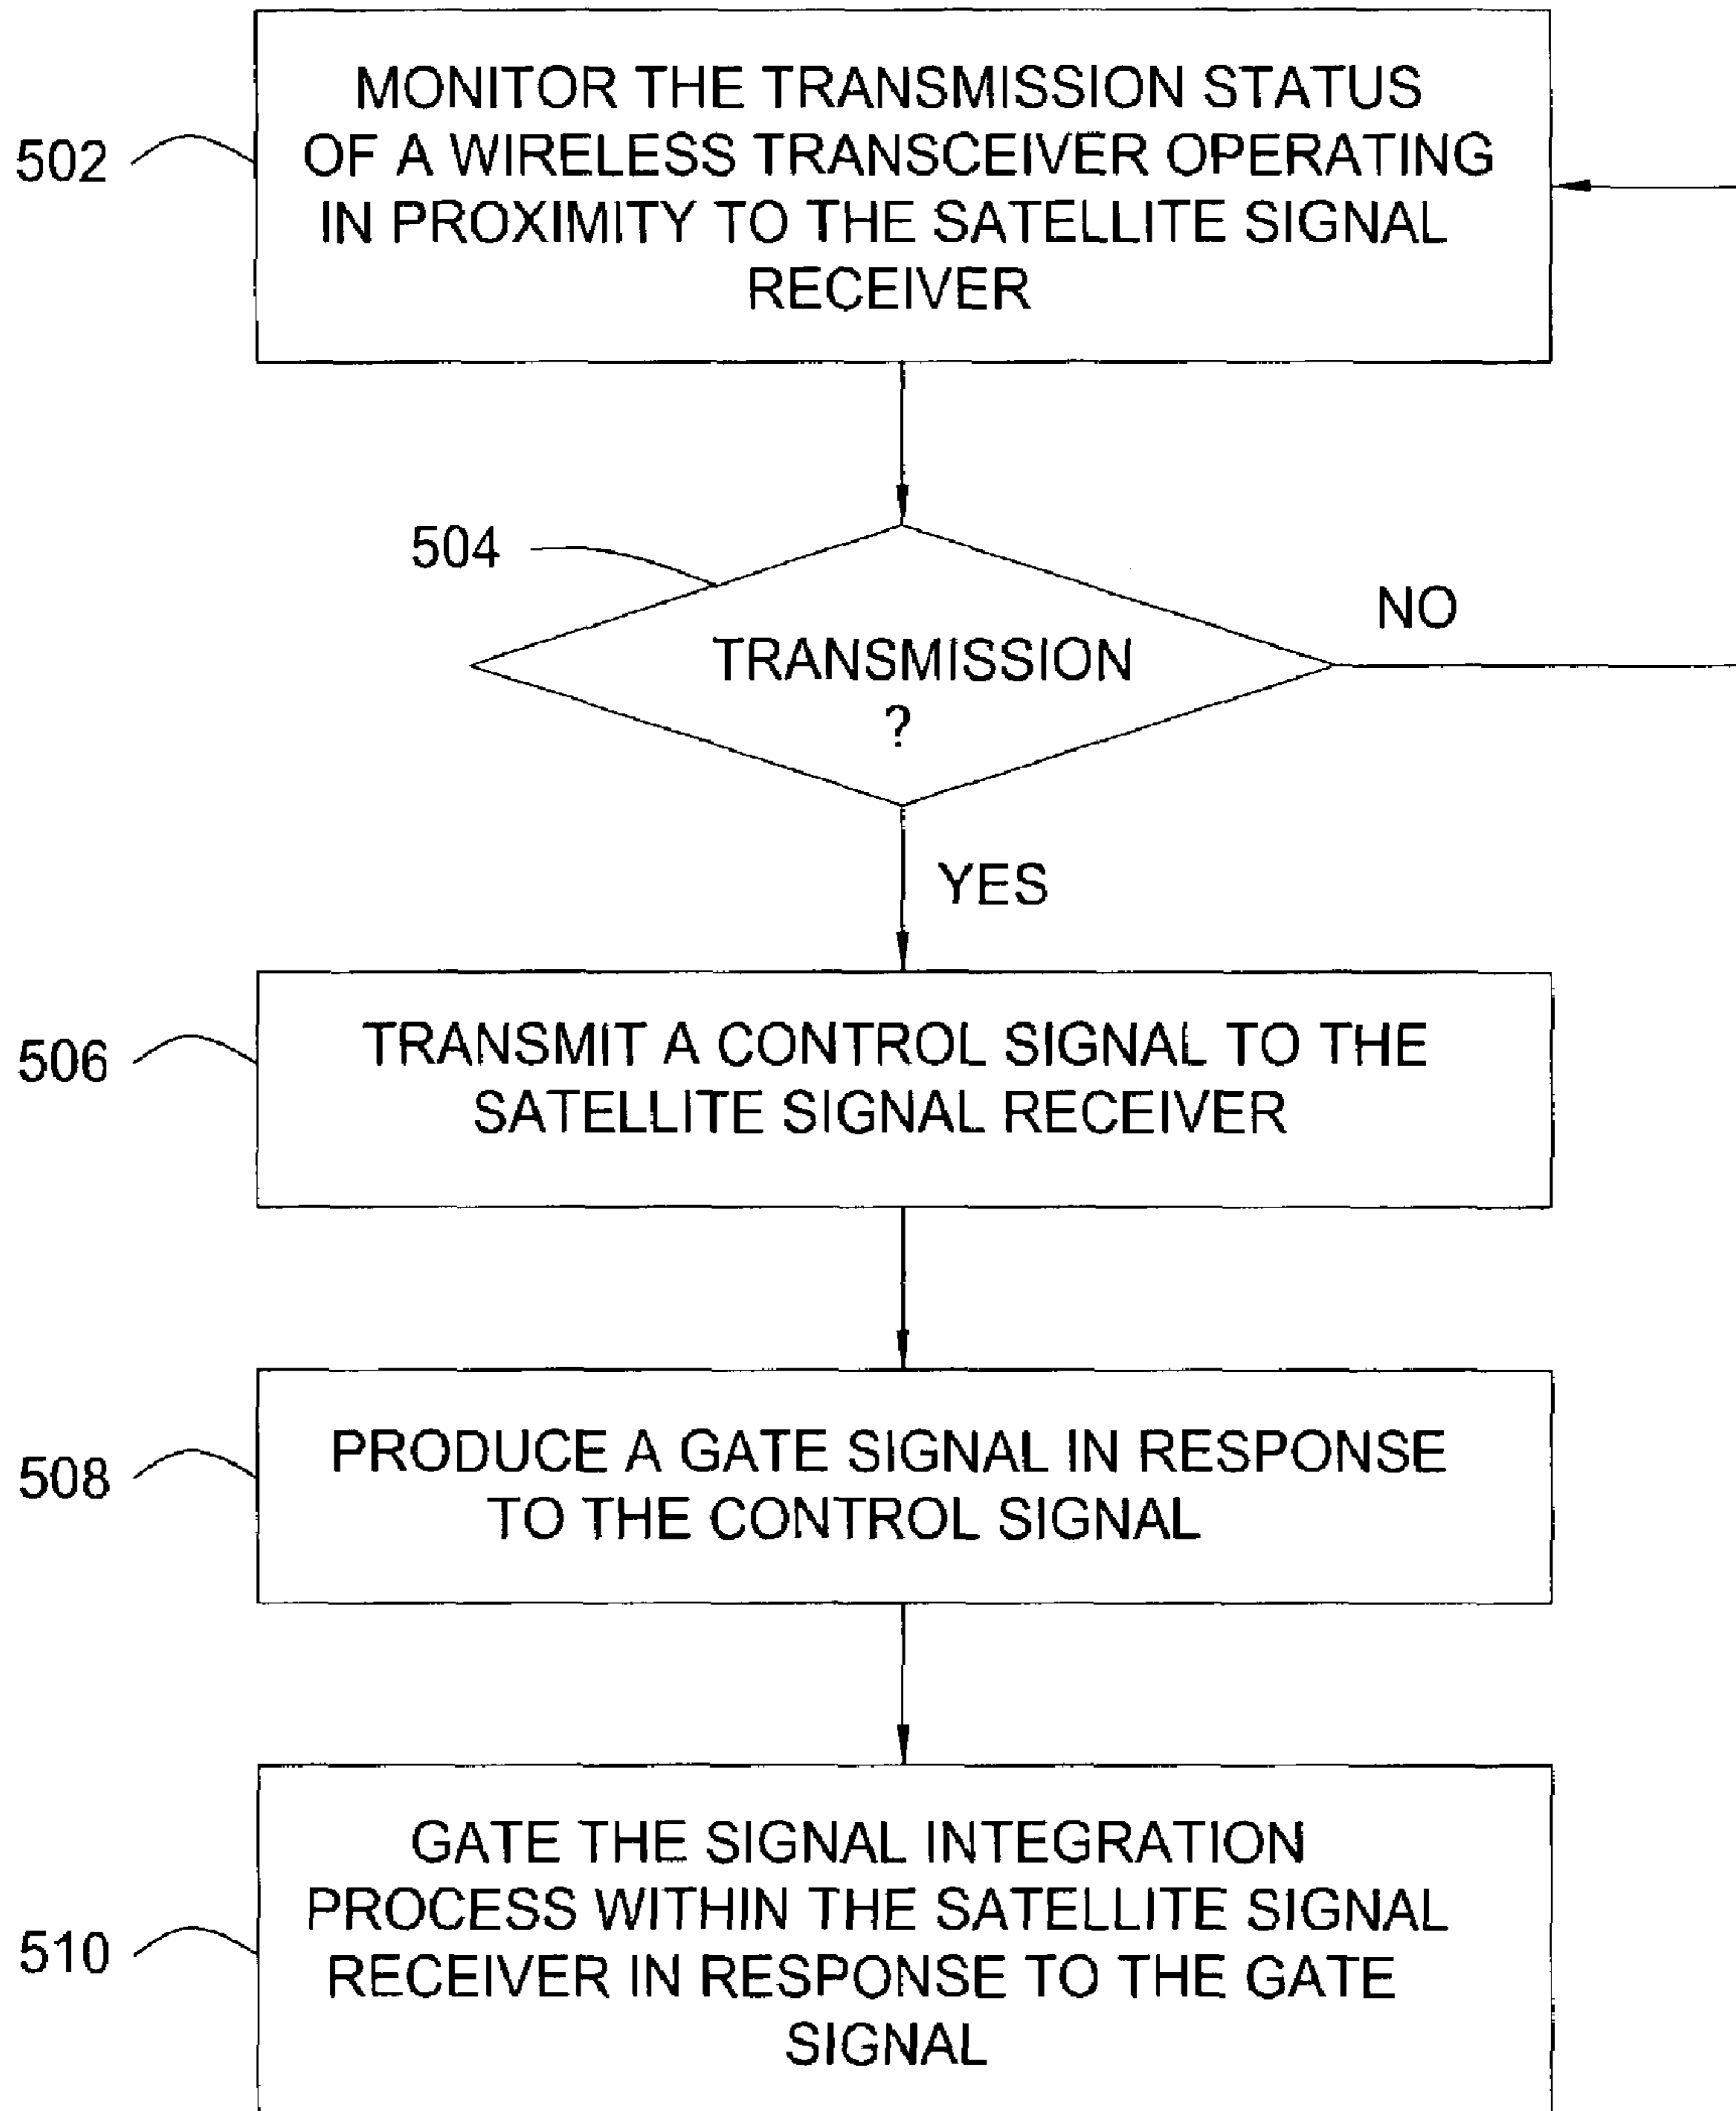 502
MONITOR THE TRANSMISSION STATUS
OF A WIRELESS TRANSCEIVER OPERATING
IN PROXIMITY TO THE SATELLITE SIGNAL
RECEIVER
504
TRANSMISSION
?
NO
YES
506
TRANSMIT A CONTROL SIGNAL TO THE
SATELLITE SIGNAL RECEIVER
508
PRODUCE A GATE SIGNAL IN RESPONSE
TO THE CONTROL SIGNAL
510
GATE THE SIGNAL INTEGRATION
PROCESS WITHIN THE SATELLITE SIGNAL
RECEIVER IN RESPONSE TO THE GATE
SIGNAL